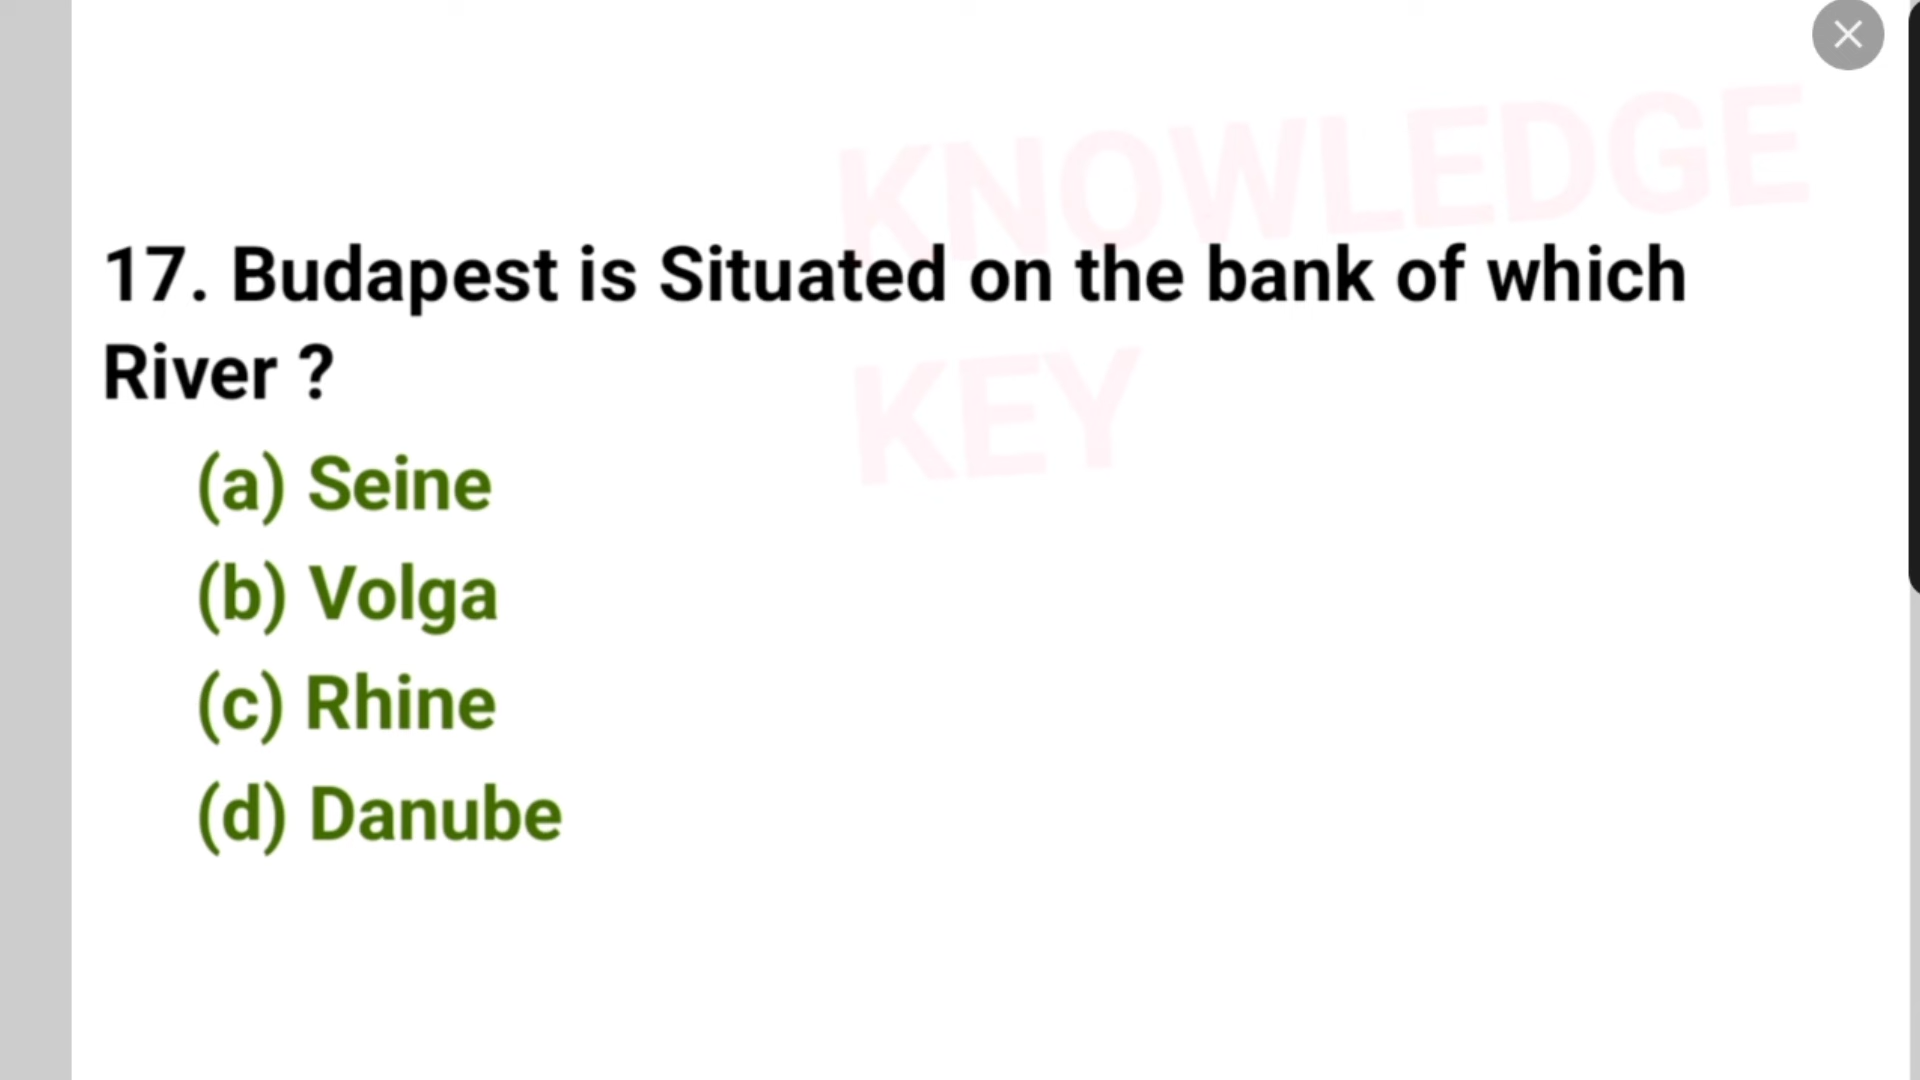 KNOWLEDGE
17. Budapest is Situated on the bank of which
River ?
KEY
(a) Seine
(b) Volga
(c) Rhine
(d) Danube